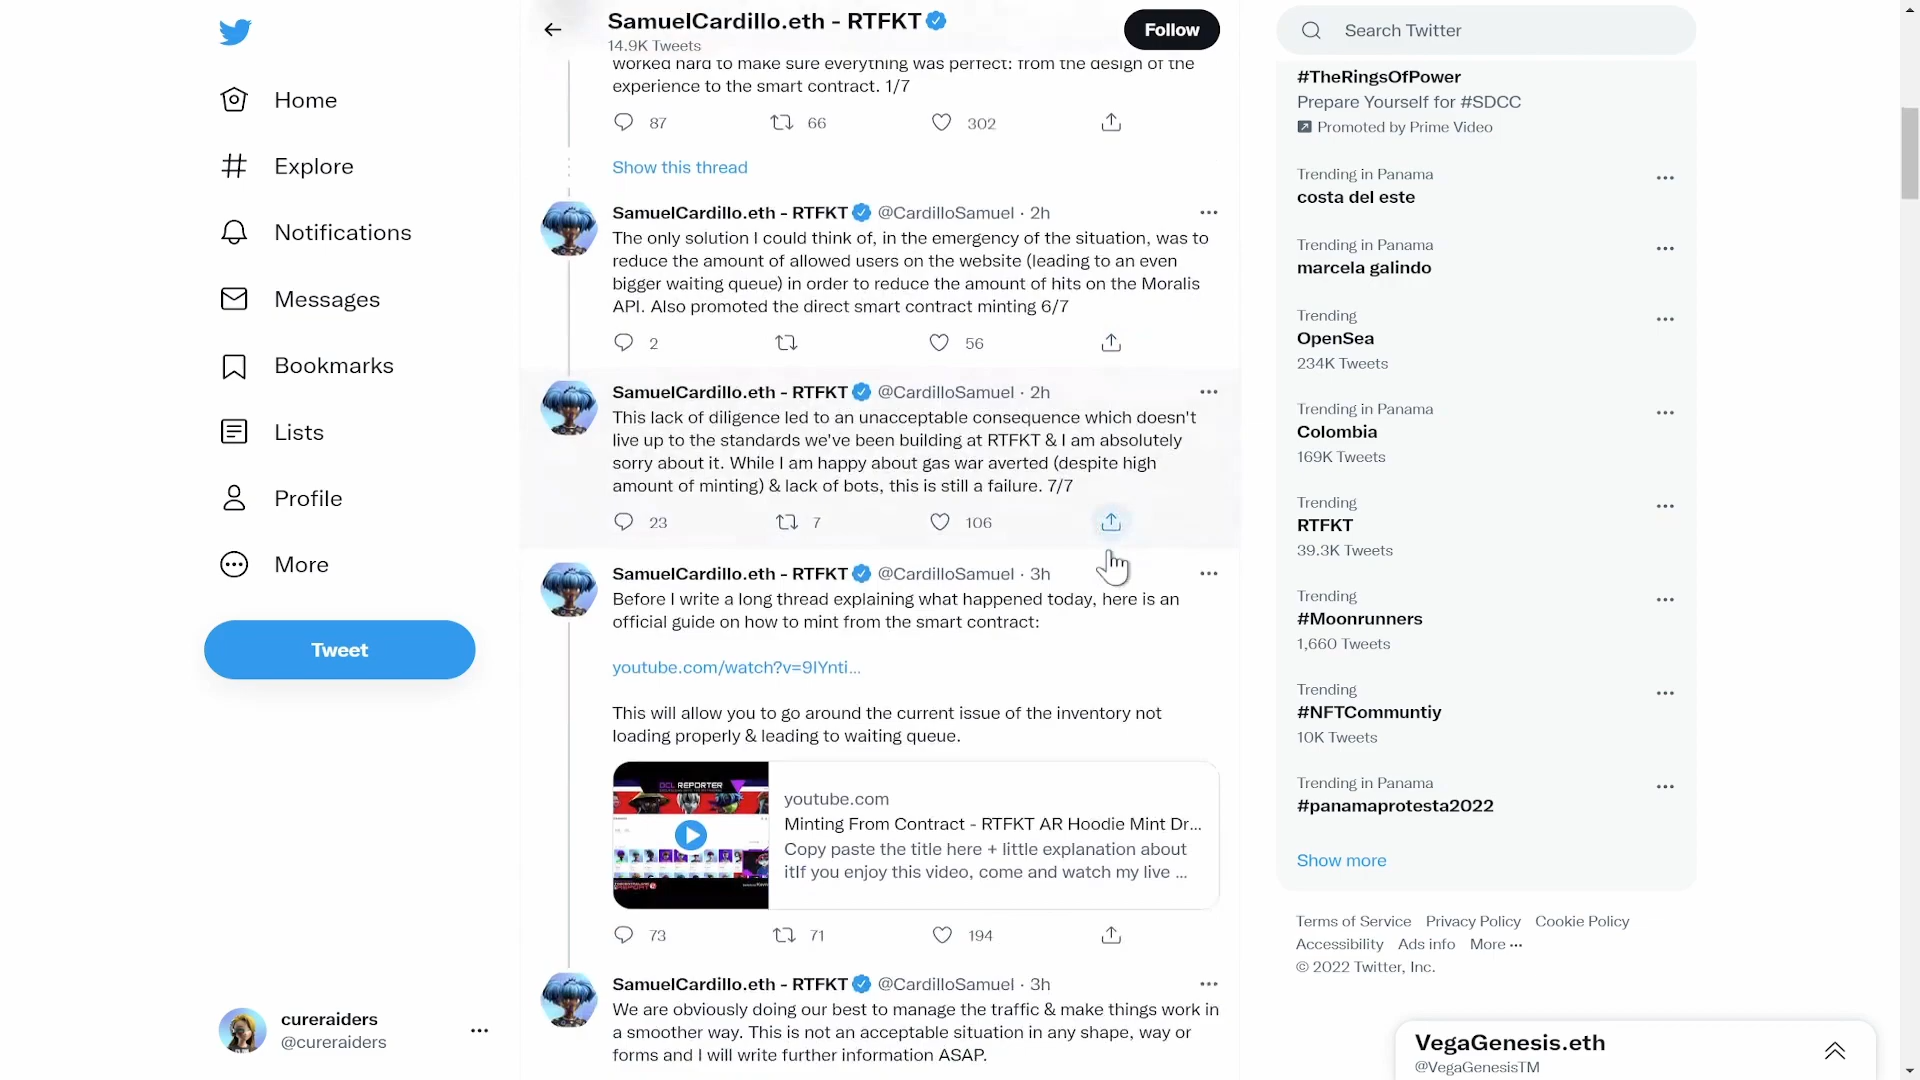 SamuelCardillo.eth - RTFKT
14.9K Tweets
Follow
Search Twitter
Home
Explore
Notifications
Messages
Bookmarks
Lists
Profile
More
Tweet
cureraiders
@cureraiders
worked hard to make sure everything was perfect: from the design of the
experience to the smart contract. 1/7
87 66 302
Show this thread
SamuelCardillo.eth - RTFKT @CardilloSamuel · 2h
The only solution I could think of, in the emergency of the situation, was to
reduce the amount of allowed users on the website (leading to an even
bigger waiting queue) in order to reduce the amount of hits on the Moralis
API. Also promoted the direct smart contract minting 6/7
2 56
SamuelCardillo.eth - RTFKT @CardilloSamuel · 2h
This lack of diligence led to an unacceptable consequence which doesn't
live up to the standards we've been building at RTFKT & I am absolutely
sorry about it. While I am happy about gas war averted (despite high
amount of minting) & lack of bots, this is still a failure. 7/7
23 7 106
SamuelCardillo.eth - RTFKT @CardilloSamuel · 3h
Before I write a long thread explaining what happened today, here is an
official guide on how to mint from the smart contract:
youtube.com/watch?v=9IYnti...
This will allow you to go around the current issue of the inventory not
loading properly & leading to waiting queue.
DCL REPORTER
youtube.com
Minting From Contract - RTFKT AR Hoodie Mint Dr...
Copy paste the title here + little explanation about
itIf you enjoy this video, come and watch my live ...
73 71 194
SamuelCardillo.eth - RTFKT @CardilloSamuel · 3h
We are obviously doing our best to manage the traffic & make things work in
a smoother way. This is not an acceptable situation in any shape, way or
forms and I will write further information ASAP.
#TheRingsOfPower
Prepare Yourself for #SDCC
Promoted by Prime Video
Trending in Panama
costa del este
Trending in Panama
marcela galindo
Trending
OpenSea
234K Tweets
Trending in Panama
Colombia
169K Tweets
Trending
RTFKT
39.3K Tweets
Trending
#Moonrunners
1,660 Tweets
Trending
#NFTCommuntiy
10K Tweets
Trending in Panama
#panamaprotesta2022
Show more
Terms of Service Privacy Policy Cookie Policy
Accessibility Ads info More ...
© 2022 Twitter, Inc.
VegaGenesis.eth
@VegaGenesisTM